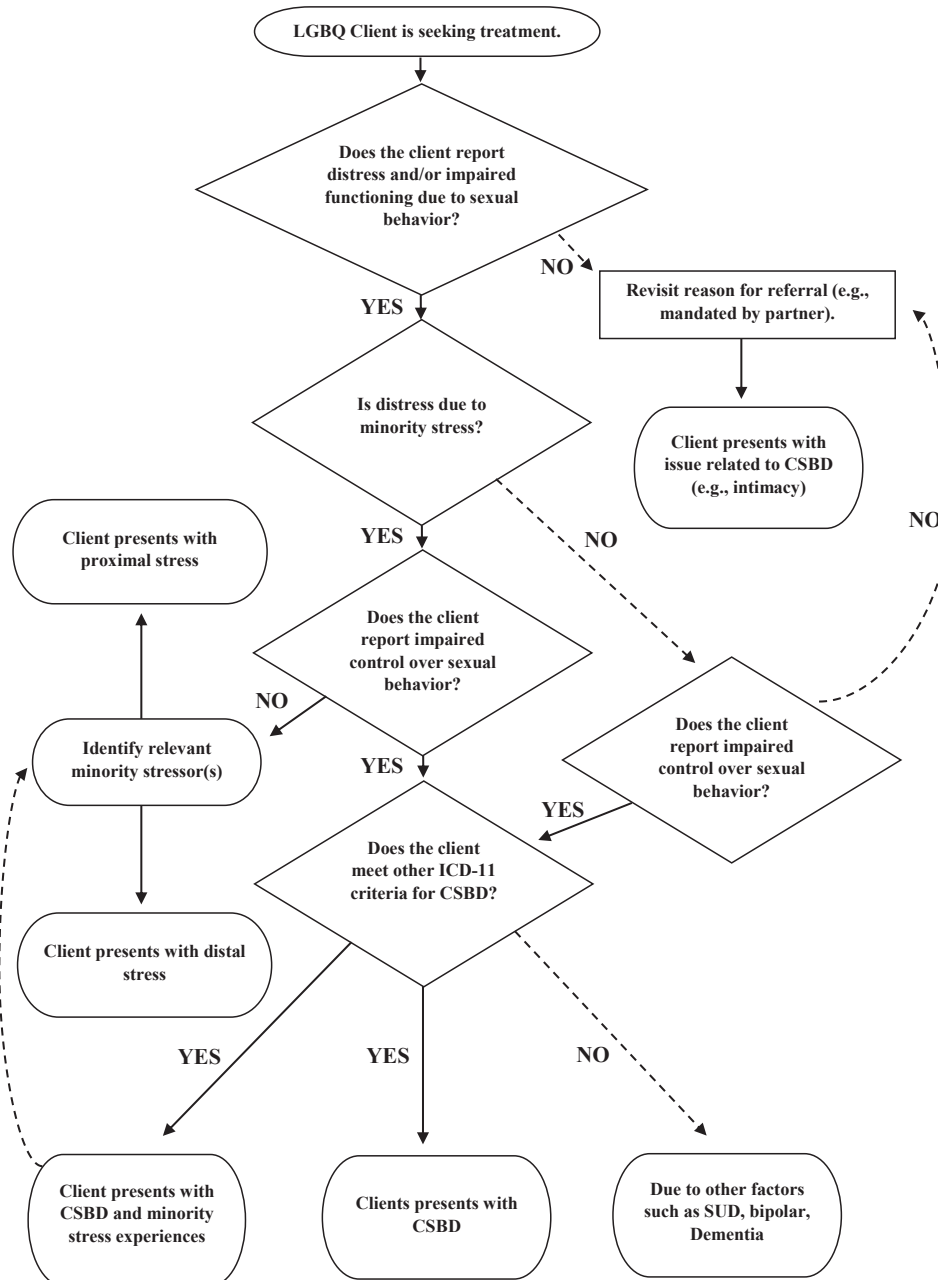 LGBQ Client is seeking treatment.
Does the client report
distress and/or impaired
functioning due to sexual
behavior?
NO
YES
Revisit reason for referral (e.g.,
mandated by partner).
Is distress due to
minority stress?
Client presents with
issue related to CSBD
(e.g., intimacy)
YES
NO
NO
Client presents with
proximal stress
Does the client
report impaired
control over sexual
behavior?
NO
YES
Identify relevant
minority stressor(s)
Does the client
report impaired
control over sexual
behavior?
YES
Does the client
meet other ICD-11
criteria for CSBD?
Client presents with distal
stress
YES
YES
NO
Client presents with
CSBD and minority
stress experiences
Clients presents with
CSBD
Due to other factors
such as SUD, bipolar,
Dementia